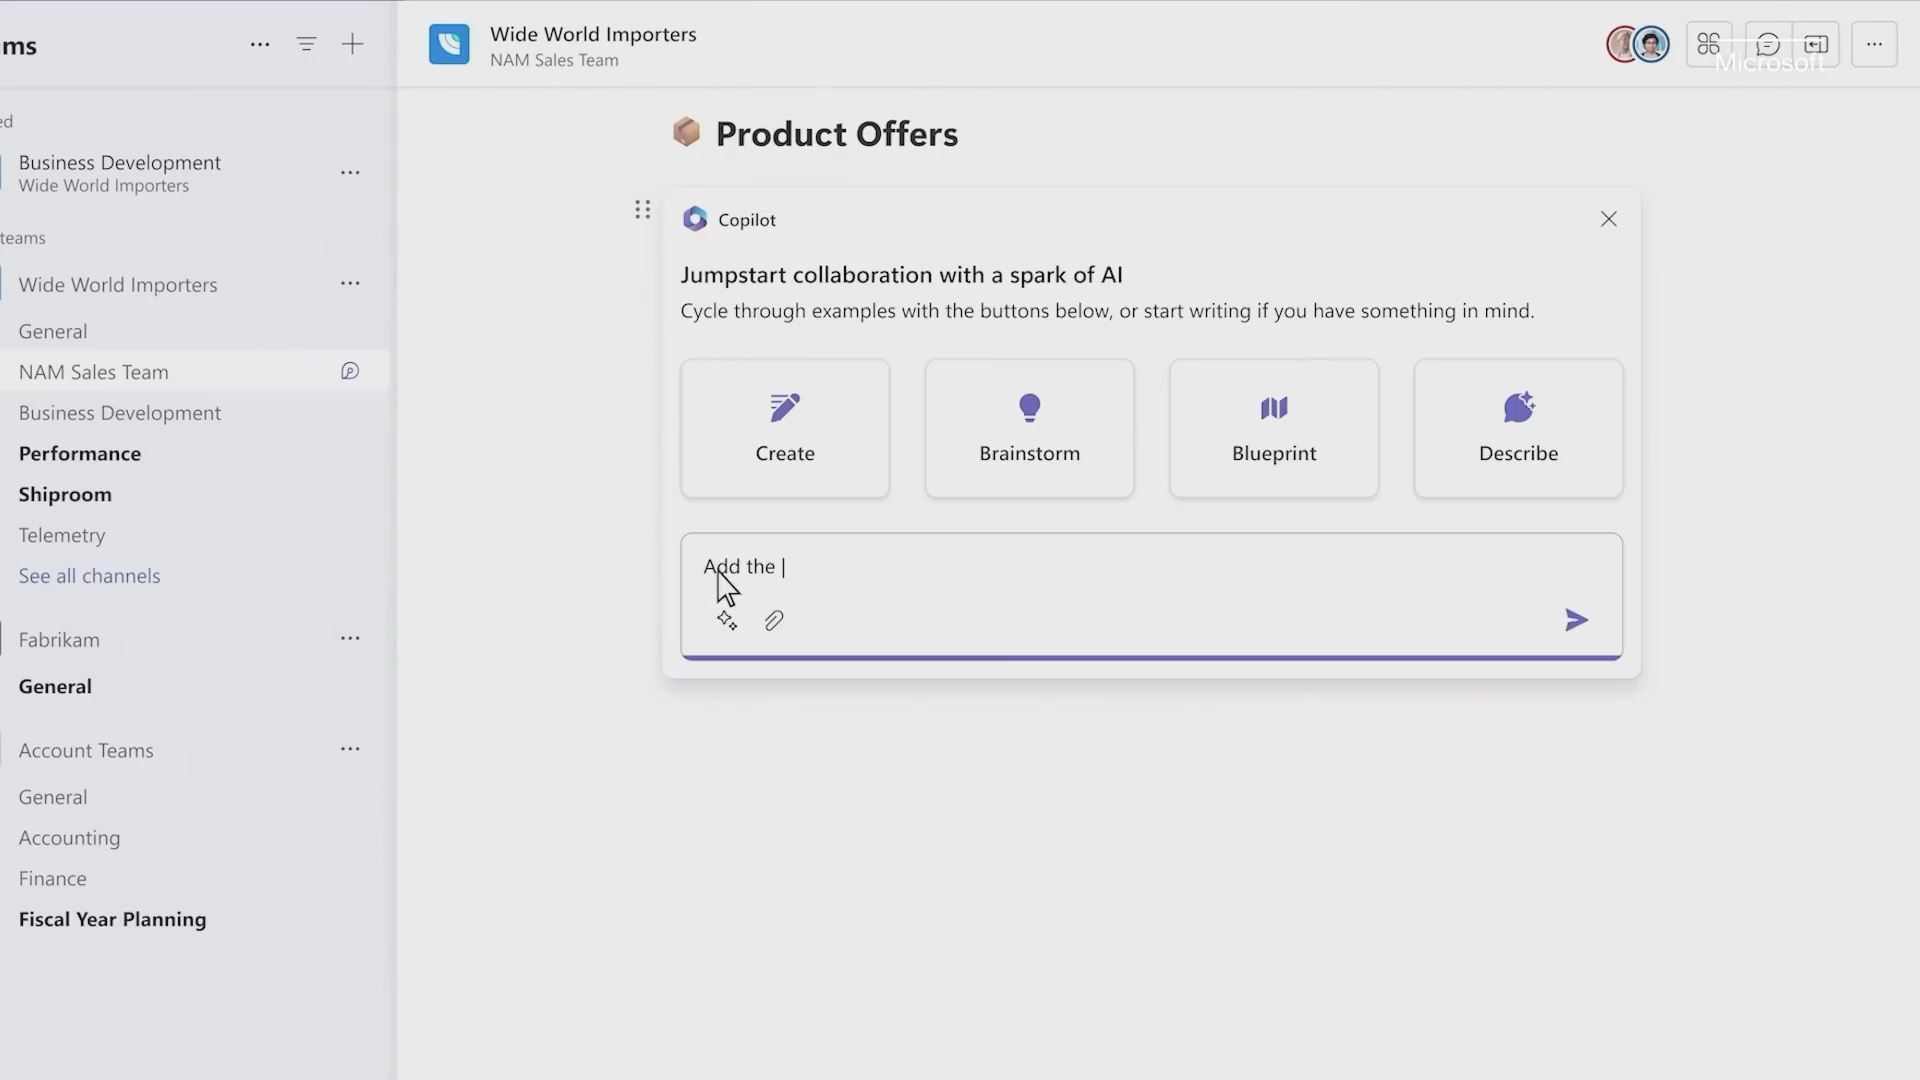 ms
Wide World Importers
NAM Sales Team
Microsoft
ed
Business Development
Wide World Importers
teams
Wide World Importers
General
NAM Sales Team
Business Development
Performance
Shiproom
Telemetry
See all channels
Fabrikam
General
Account Teams
General
Accounting
Finance
Fiscal Year Planning
Product Offers
Copilot
Jumpstart collaboration with a spark of AI
Cycle through examples with the buttons below, or start writing if you have something in mind.
Create
Brainstorm
Blueprint
Describe
Add the